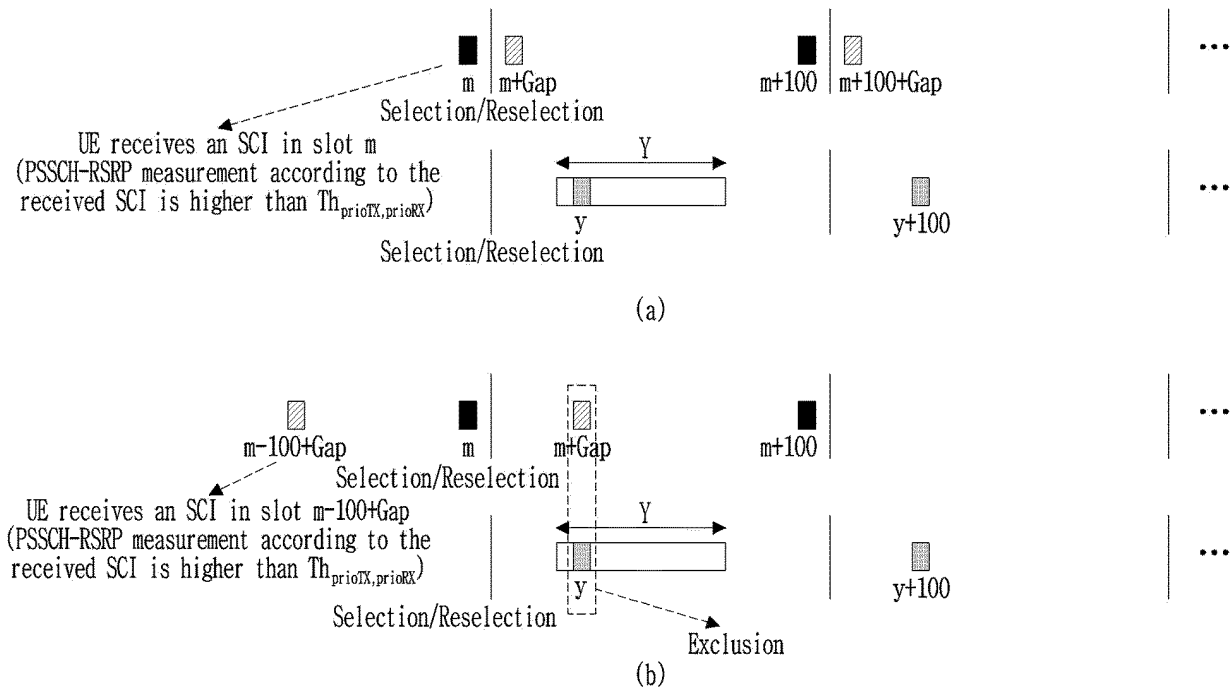 m
m+Gap
m+100
m+100+Gap
...
Selection/Reselection
UE receives an SCI in slot m
(PSSCH-RSRP measurement according to the
received SCI is higher than Th_prioTX,prioRX)
Y
y
y+100
...
Selection/Reselection
(a)
m-100+Gap
m
m+Gap
m+100
...
Selection/Reselection
UE receives an SCI in slot m-100+Gap
(PSSCH-RSRP measurement according to the
received SCI is higher than Th_prioTX,prioRX)
Y
y
y+100
...
Selection/Reselection
Exclusion
(b)